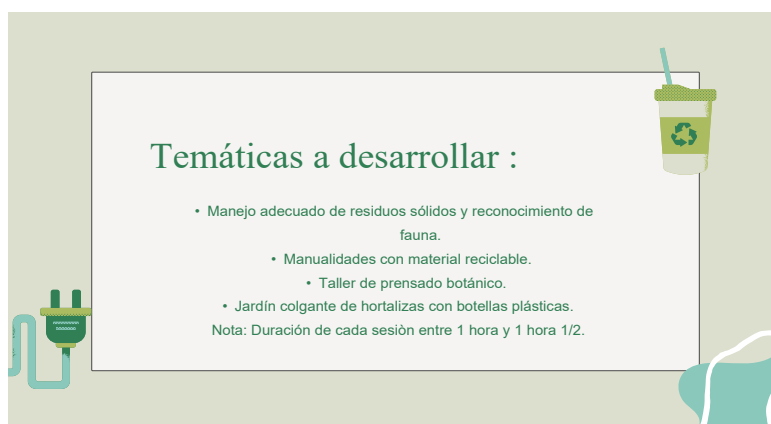 Temáticas a desarrollar :
• Manejo adecuado de residuos sólidos y reconocimiento de
fauna.
• Manualidades con material reciclable.
• Taller de prensado botánico.
• Jardín colgante de hortalizas con botellas plásticas.
Nota: Duración de cada sesiòn entre 1 hora y 1 hora 1/2.